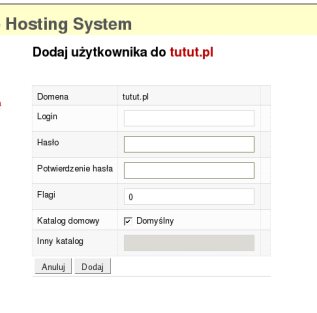 Hosting System
Dodaj użytkownika do tutut.pl
Domena tutut.pl
Login
Hasło
Potwierdzenie hasła
Flagi 0
Katalog domowy Domyślny
Inny katalog
Anuluj Dodaj